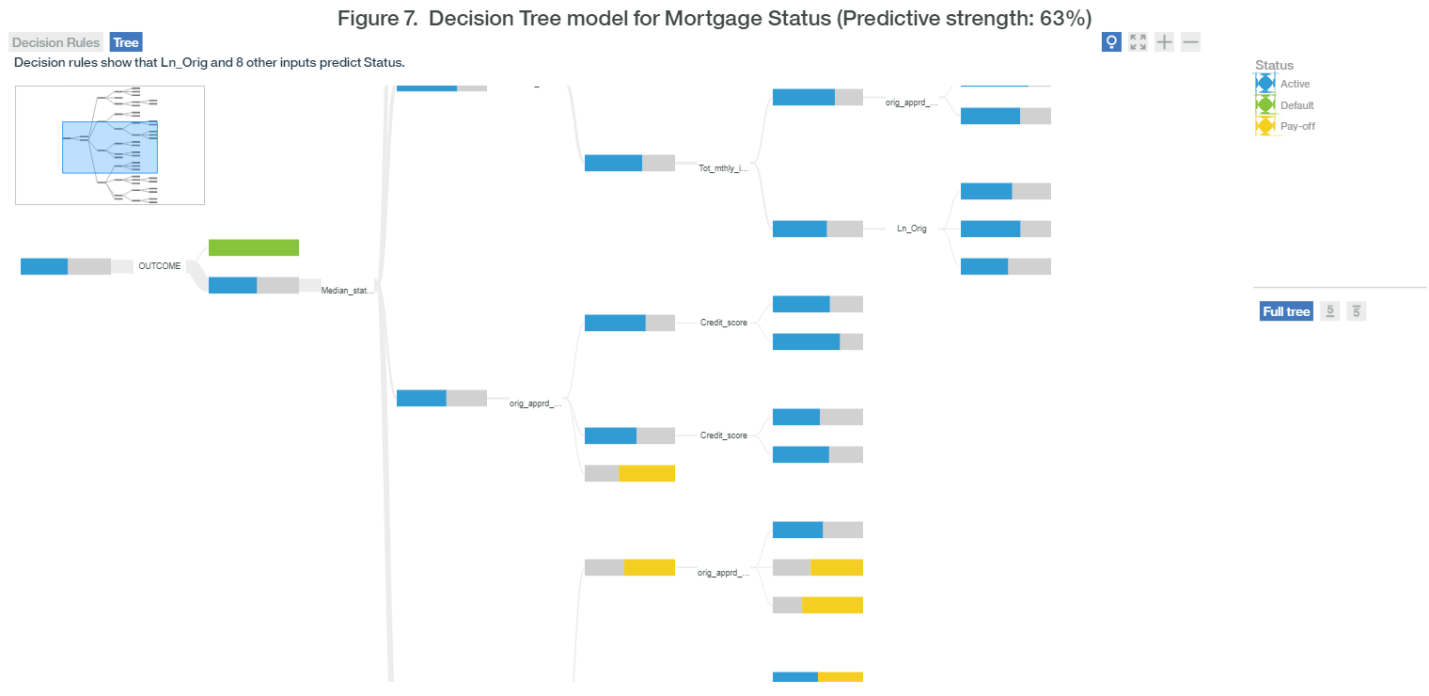 Figure 7. Decision Tree model for Mortgage Status (Predictive strength: 63%)
Decision Rules Tree
Decision rules show that Ln_Orig and 8 other inputs predict Status.
Status
Active
Default
Pay-off
orig_apprd_...
Tot_mthly_i...
Ln_Orig
OUTCOME
Median_stat...
Full tree 5 5
Credit_score
orig_apprd_...
Credit_score
orig_apprd_...